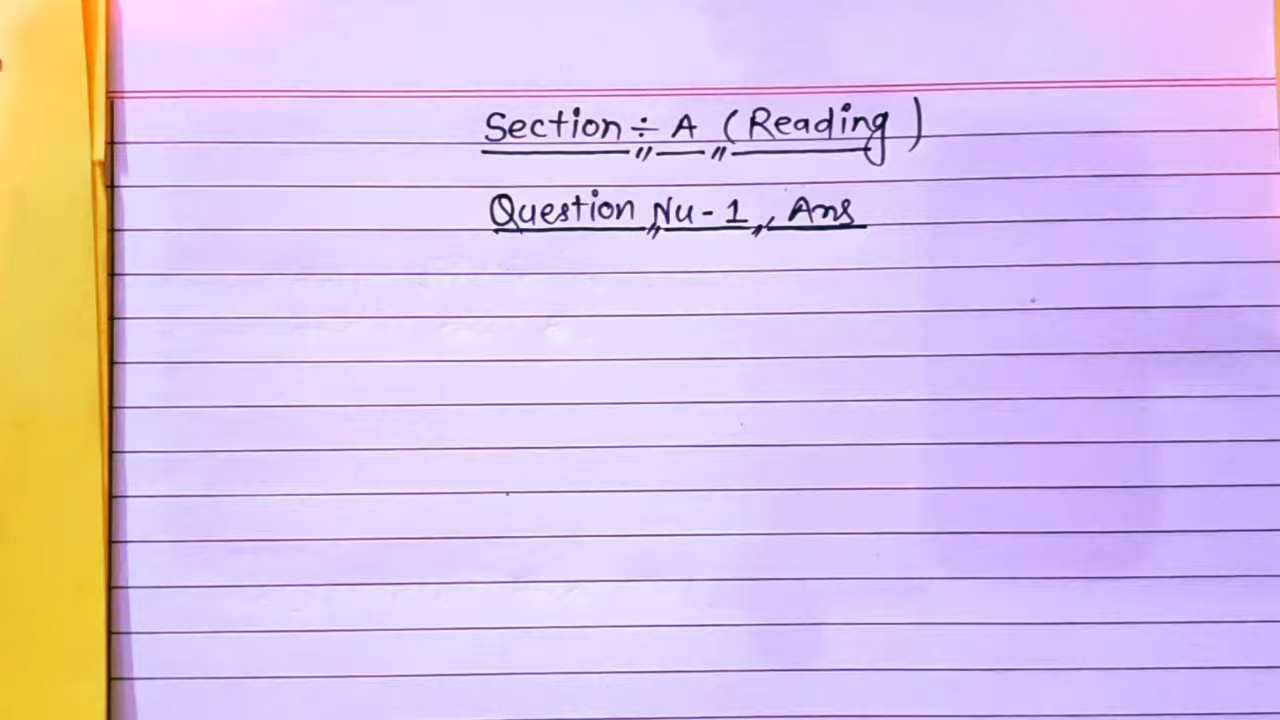 Section ÷ A (Reading)
Question Nu - 1, Ans